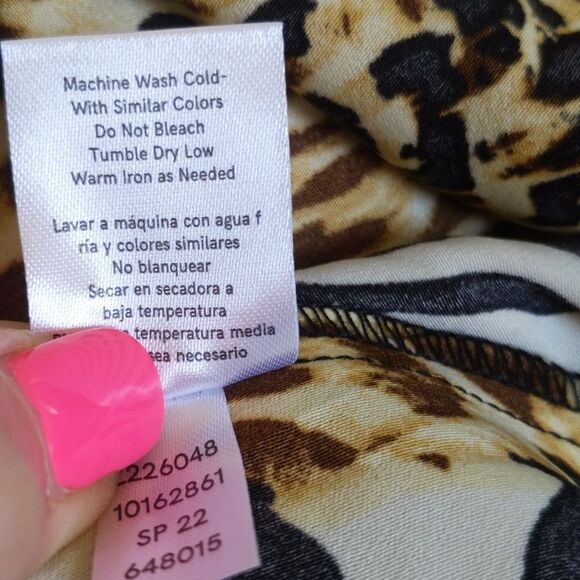 Machine Wash Cold-
With Similar Colors
Do Not Bleach
Tumble Dry Low
Warm Iron as Needed
Lavar a máquina con agua f
ría y colores similares
No blanquear
Secar en secadora a
baja temperatura
temperatura media
sea necesario
2226048
10162861
SP 22
648015